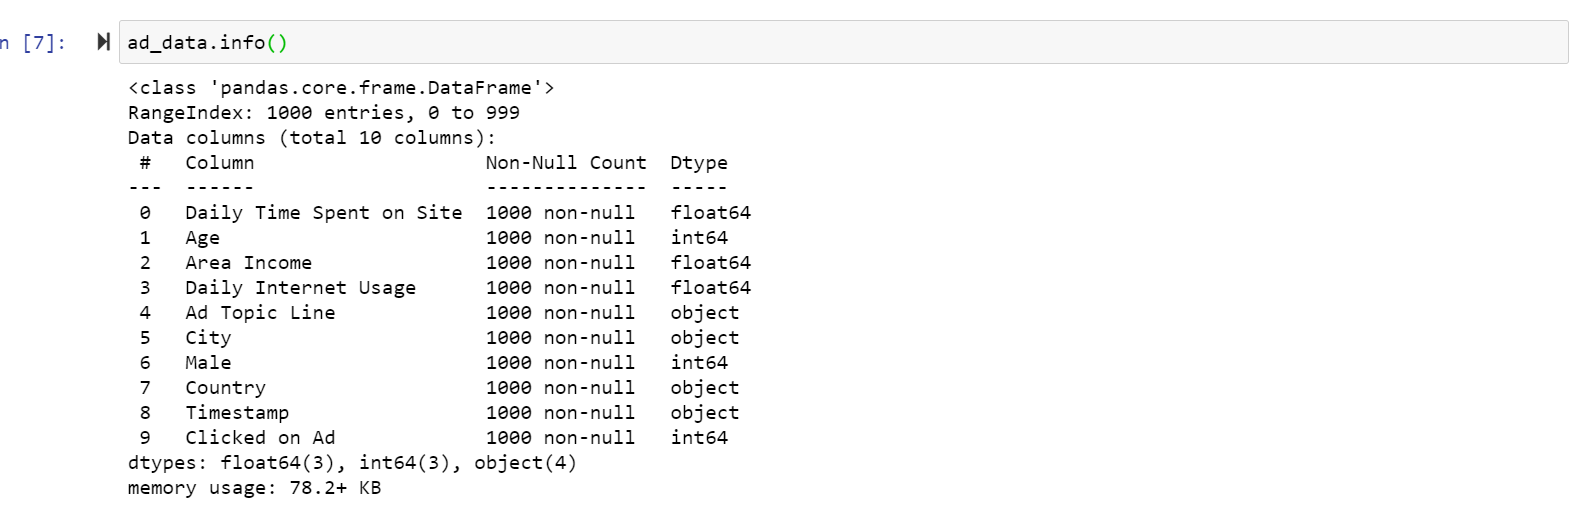 n [7]: ad_data.info()
<class 'pandas.core.frame.DataFrame'>
RangeIndex: 1000 entries, 0 to 999
Data columns (total 10 columns):
 #   Column                    Non-Null Count  Dtype
---  ------                    --------------  -----
 0   Daily Time Spent on Site  1000 non-null   float64
 1   Age                       1000 non-null   int64
 2   Area Income               1000 non-null   float64
 3   Daily Internet Usage      1000 non-null   float64
 4   Ad Topic Line             1000 non-null   object
 5   City                      1000 non-null   object
 6   Male                      1000 non-null   int64
 7   Country                   1000 non-null   object
 8   Timestamp                 1000 non-null   object
 9   Clicked on Ad             1000 non-null   int64
dtypes: float64(3), int64(3), object(4)
memory usage: 78.2+ KB